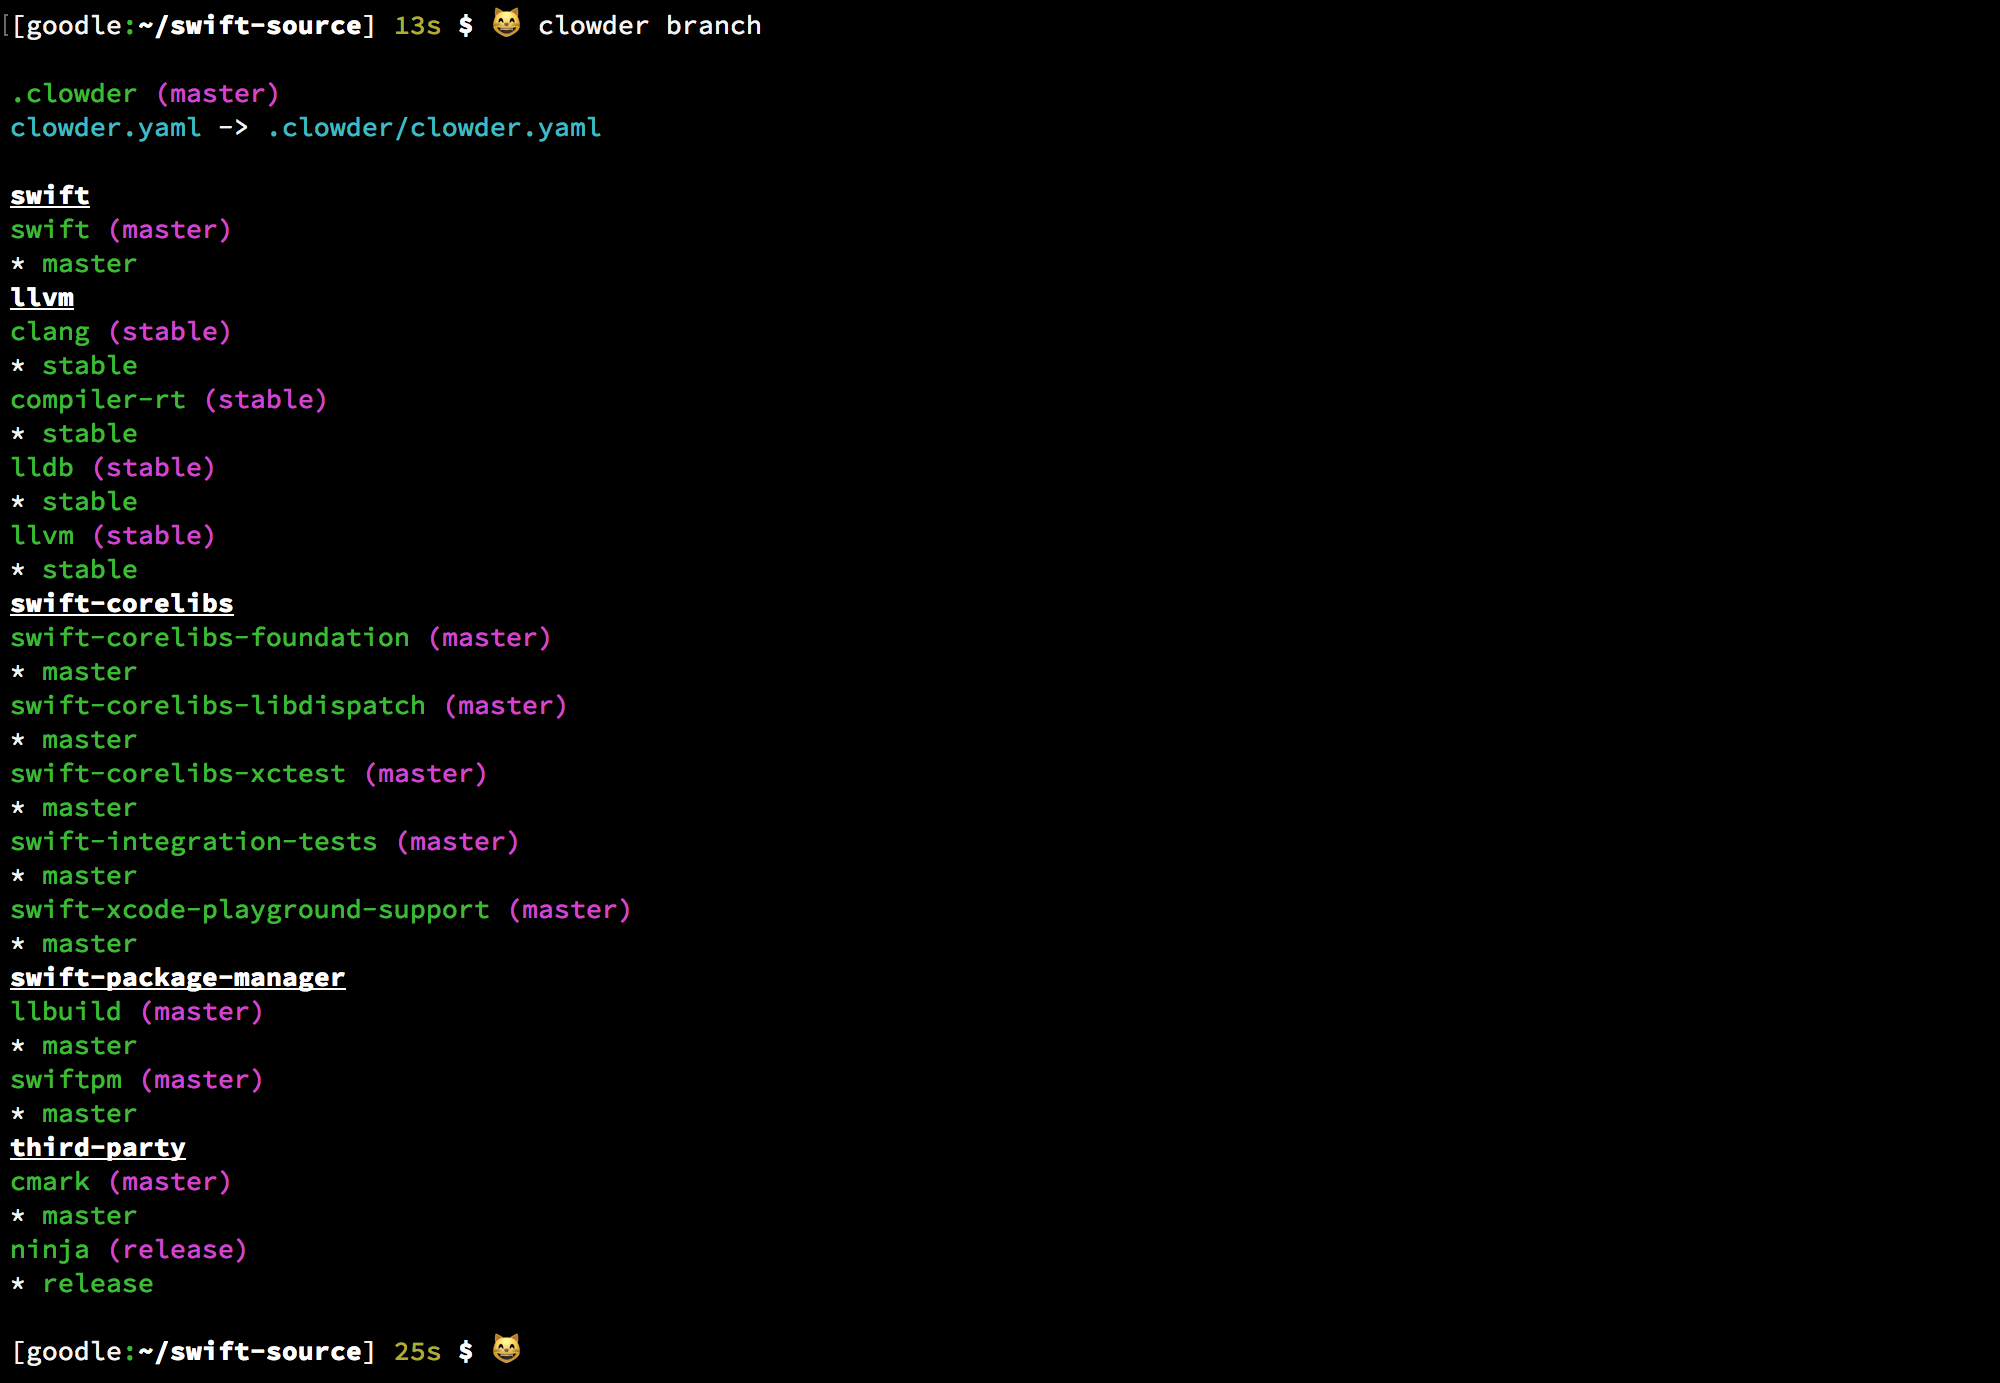 [[goodle:~/swift-source] 13s $ 😸 clowder branch
.clowder (master)
clowder.yaml -> .clowder/clowder.yaml
swift
swift (master)
* master
llvm
clang (stable)
* stable
compiler-rt (stable)
* stable
lldb (stable)
* stable
llvm (stable)
* stable
swift-corelibs
swift-corelibs-foundation (master)
* master
swift-corelibs-libdispatch (master)
* master
swift-corelibs-xctest (master)
* master
swift-integration-tests (master)
* master
swift-xcode-playground-support (master)
* master
swift-package-manager
llbuild (master)
* master
swiftpm (master)
* master
third-party
cmark (master)
* master
ninja (release)
* release
[goodle:~/swift-source] 25s $ 😸